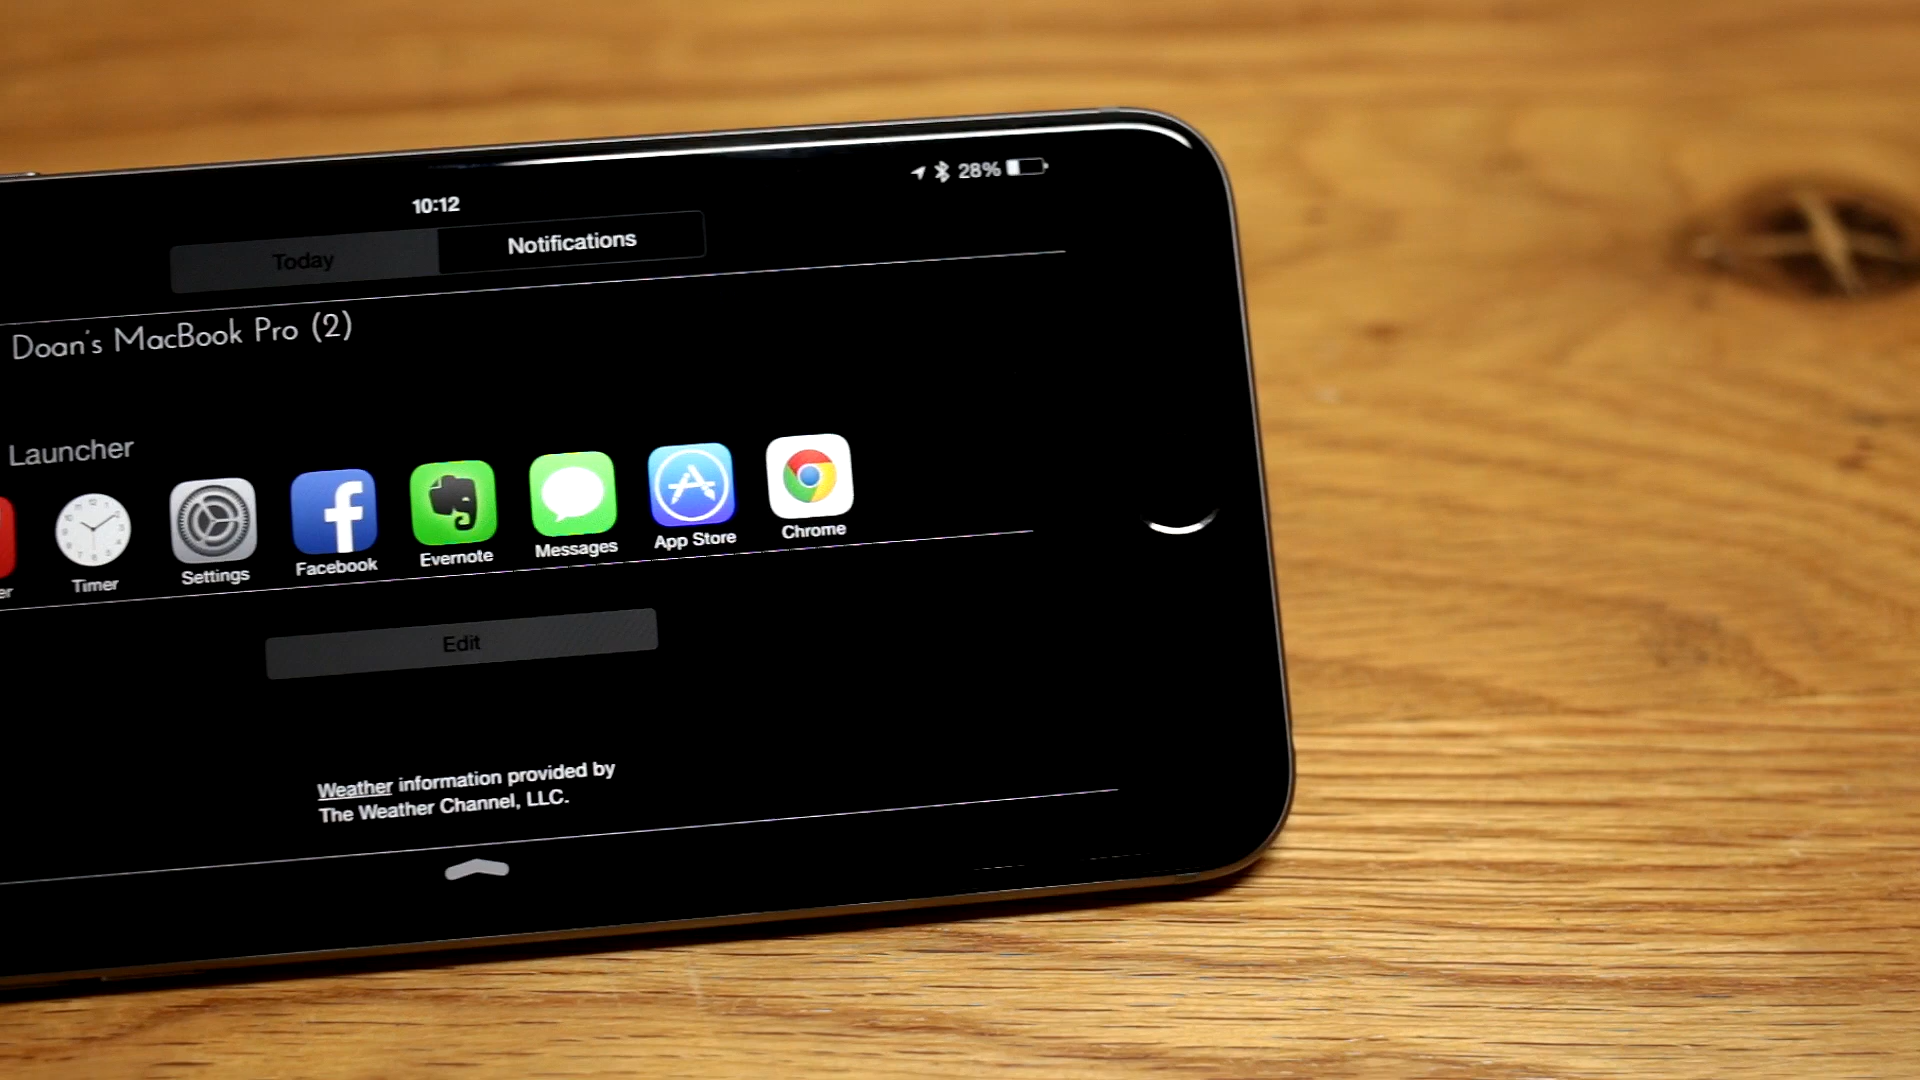 10:12
28%
Today Notifications
Doan's MacBook Pro (2)
Launcher
er Timer Settings Facebook Evernote Messages App Store Chrome
Edit
Weather information provided by
The Weather Channel, LLC.